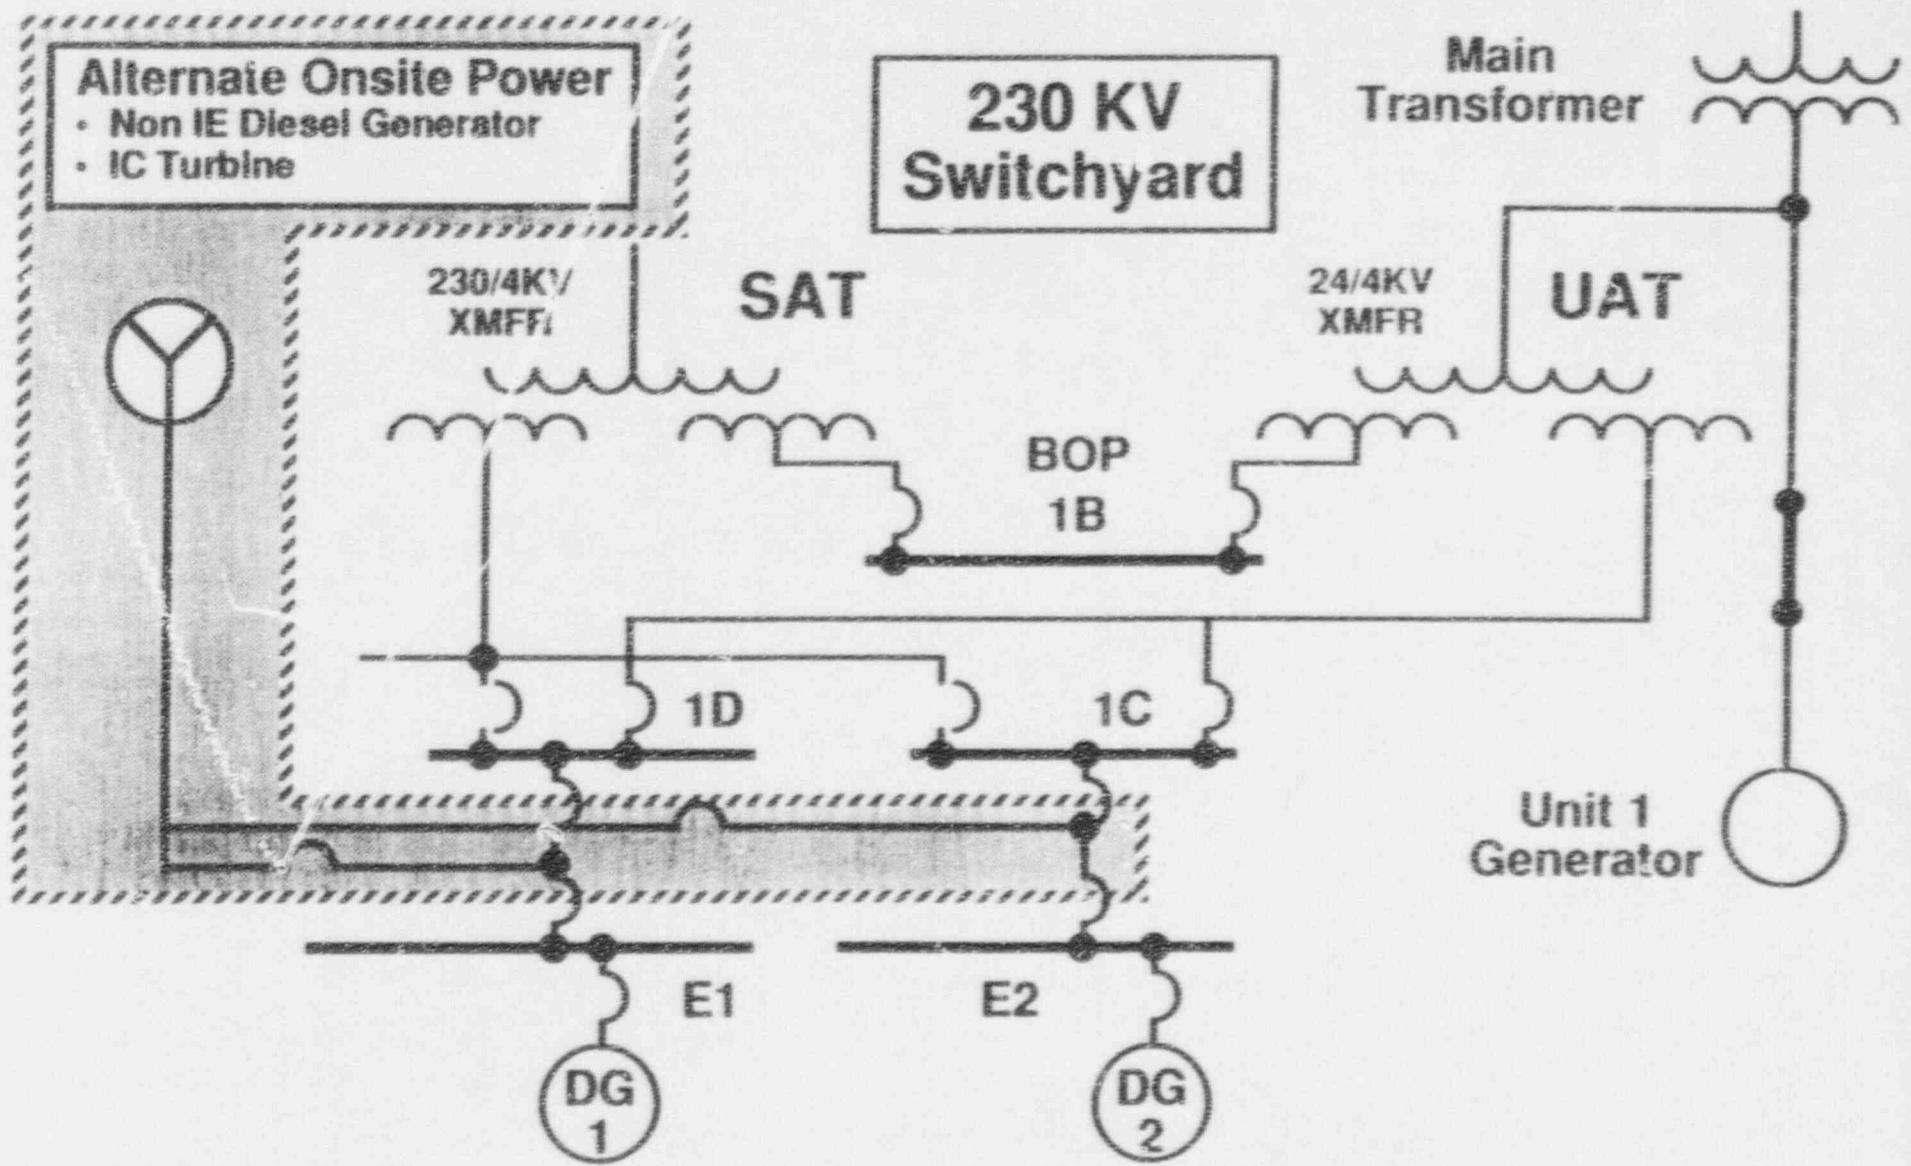 Alternate Onsite Power
• Non IE Diesel Generator
• IC Turbine
230 KV
Switchyard
Main
Transformer
230/4KV
XMFR
SAT
24/4KV
XMFR
UAT
BOP
1B
1D
1C
Unit 1
Generator
E1
E2
DG
1
DG
2